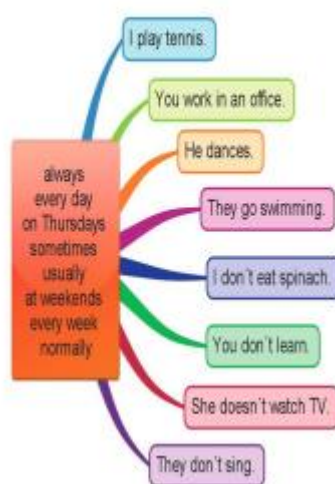 always
every day
on Thursdays
sometimes
usually
at weekends
every week
normally
I play tennis.
You work in an office.
He dances.
They go swimming.
I don´t eat spinach.
You don´t learn.
She doesn´t watch TV.
They don´t sing.